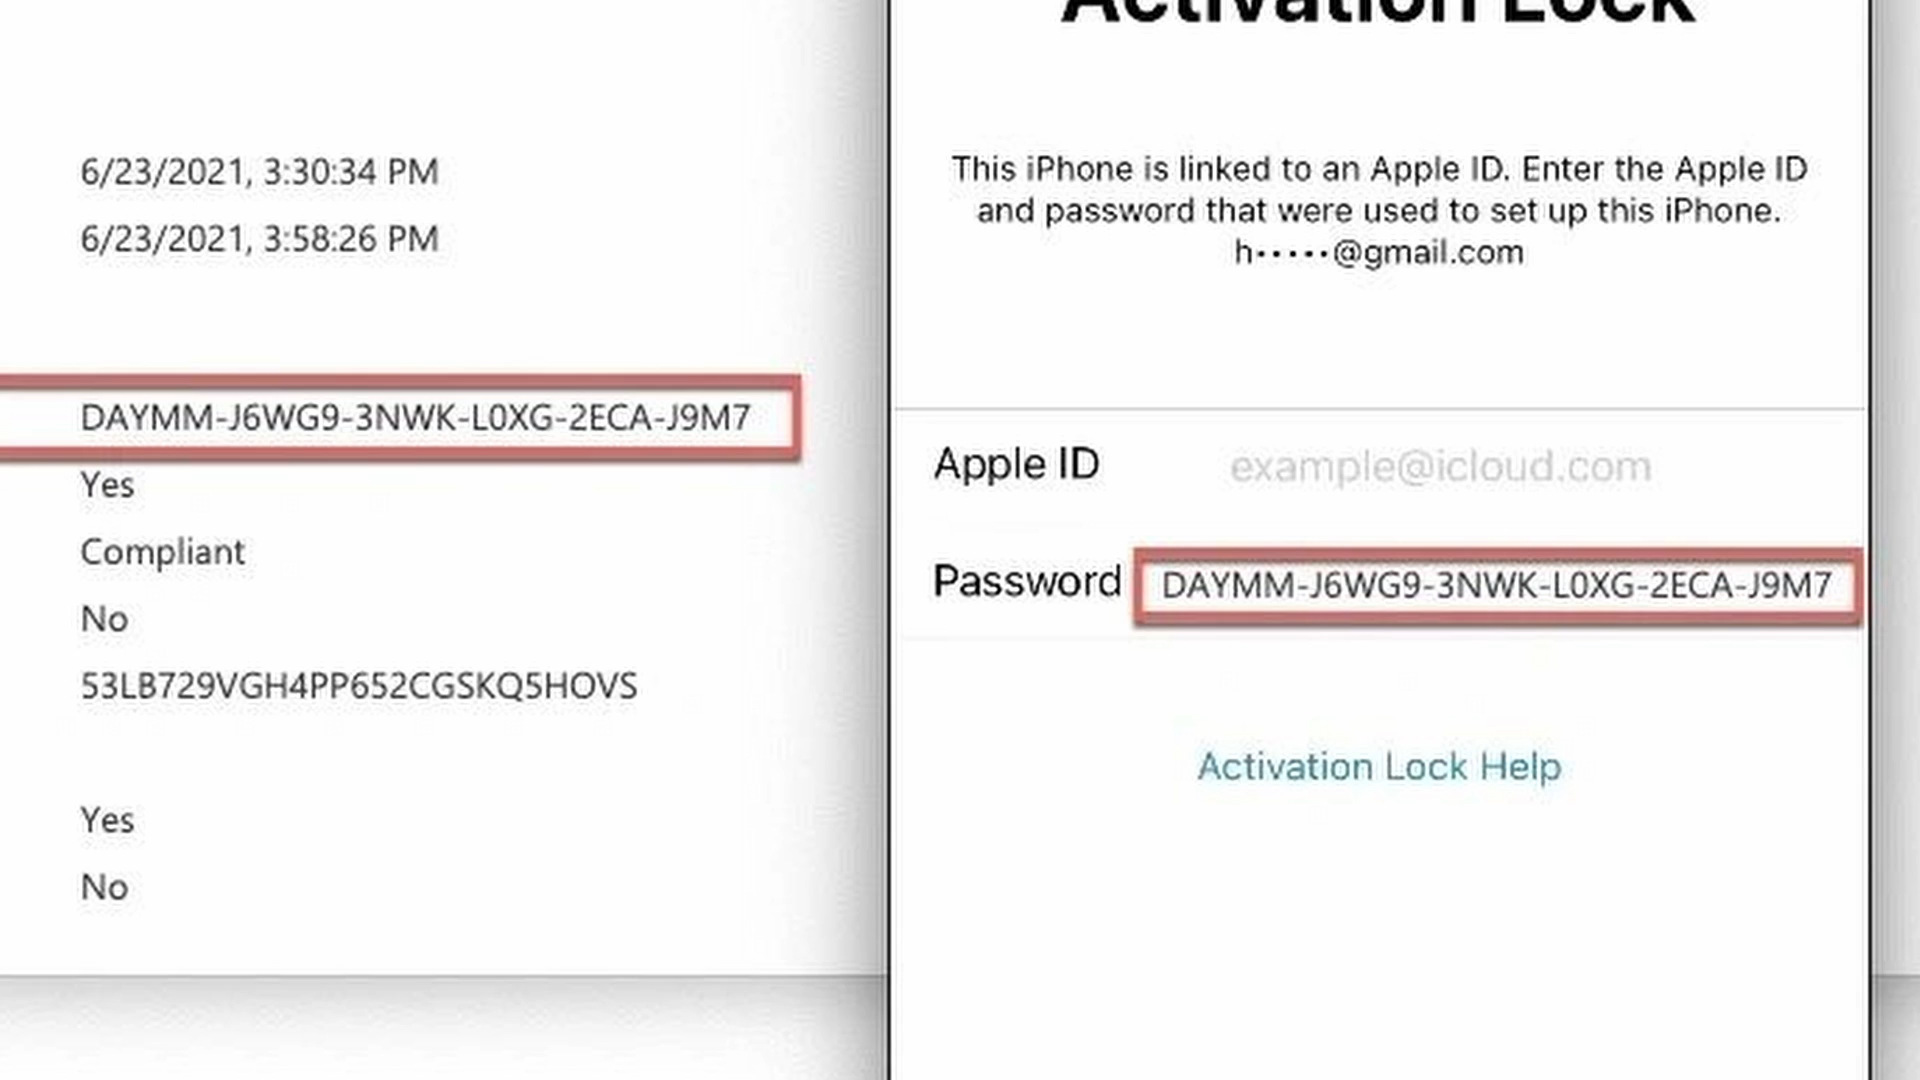 6/23/2021, 3:30:34 PM
6/23/2021, 3:58:26 PM
DAYMM-J6WG9-3NWK-L0XG-2ECA-J9M7
Yes
Compliant
No
53LB729VGH4PP652CGSKQ5HOVS
Yes
No
Activation Lock
This iPhone is linked to an Apple ID. Enter the Apple ID
and password that were used to set up this iPhone.
h•••••@gmail.com
Apple ID example@icloud.com
Password DAYMM-J6WG9-3NWK-L0XG-2ECA-J9M7
Activation Lock Help